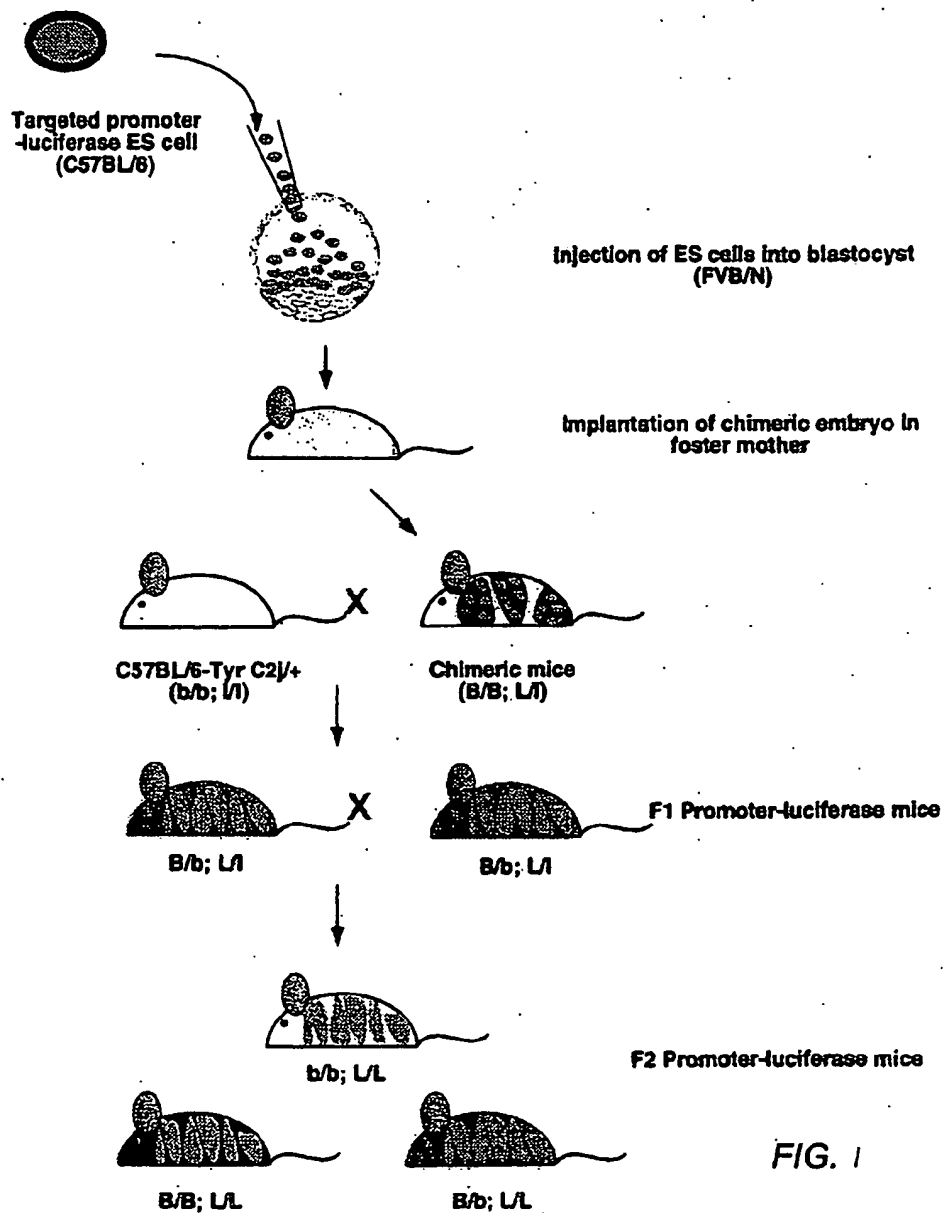 Targeted promoter
-luciferase ES cell
(C57BL/6)
Injection of ES cells into blastocyst
(FVB/N)
Implantation of chimeric embryo in
foster mother
X
C57BL/6-Tyr C2j/+
(b/b; l/l)
Chimeric mice
(B/B; L/l)
X
F1 Promoter-luciferase mice
B/b; L/l
B/b; L/l
b/b; L/L
F2 Promoter-luciferase mice
B/B; L/L
B/b; L/L
FIG. 1